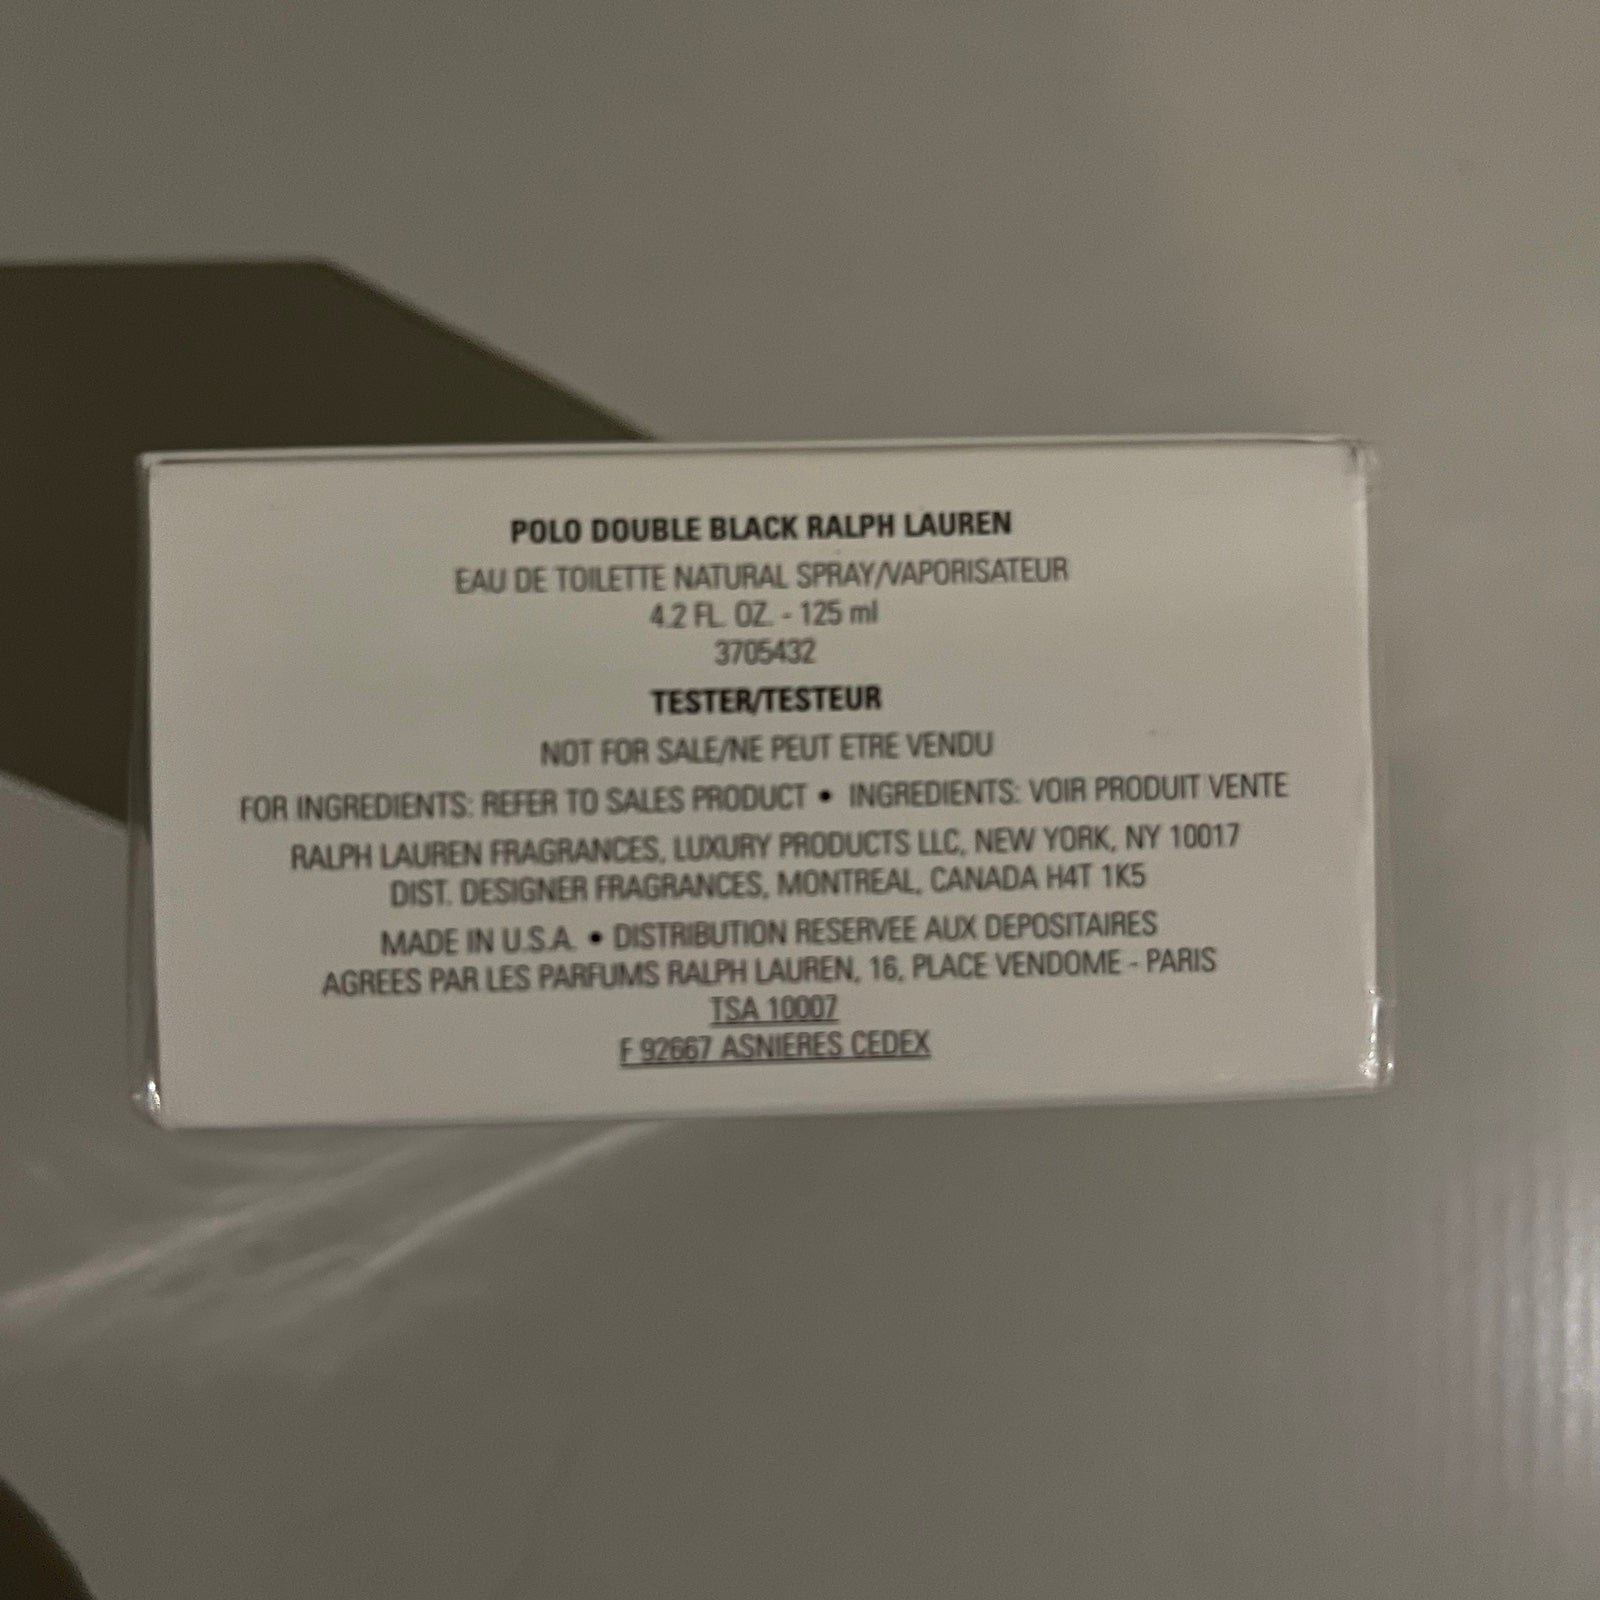 POLO DOUBLE BLACK RALPH LAUREN
EAU DE TOILETTE NATURAL SPRAY/VAPORISATEUR
4.2 FL. OZ. - 125 ml
3705432
TESTER/TESTEUR
NOT FOR SALE/NE PEUT ETRE VENDU
FOR INGREDIENTS: REFER TO SALES PRODUCT • INGREDIENTS: VOIR PRODUIT VENTE
RALPH LAUREN FRAGRANCES, LUXURY PRODUCTS LLC, NEW YORK, NY 10017
DIST. DESIGNER FRAGRANCES, MONTREAL, CANADA H4T 1K5
MADE IN U.S.A. • DISTRIBUTION RESERVEE AUX DEPOSITAIRES
AGREES PAR LES PARFUMS RALPH LAUREN, 16, PLACE VENDOME - PARIS
TSA 10007
F 92667 ASNIERES CEDEX